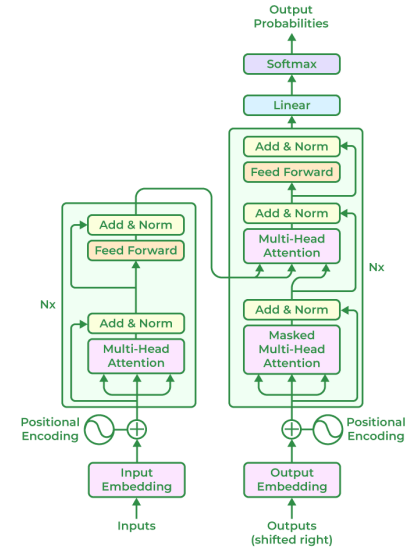 Output
Probabilities
Softmax
Linear
Add & Norm
Feed Forward
Add & Norm
Multi-Head
Attention
Nx
Add & Norm
Masked
Multi-Head
Attention
Add & Norm
Feed Forward
Nx
Add & Norm
Multi-Head
Attention
Positional
Encoding
Positional
Encoding
Input
Embedding
Output
Embedding
Inputs
Outputs
(shifted right)